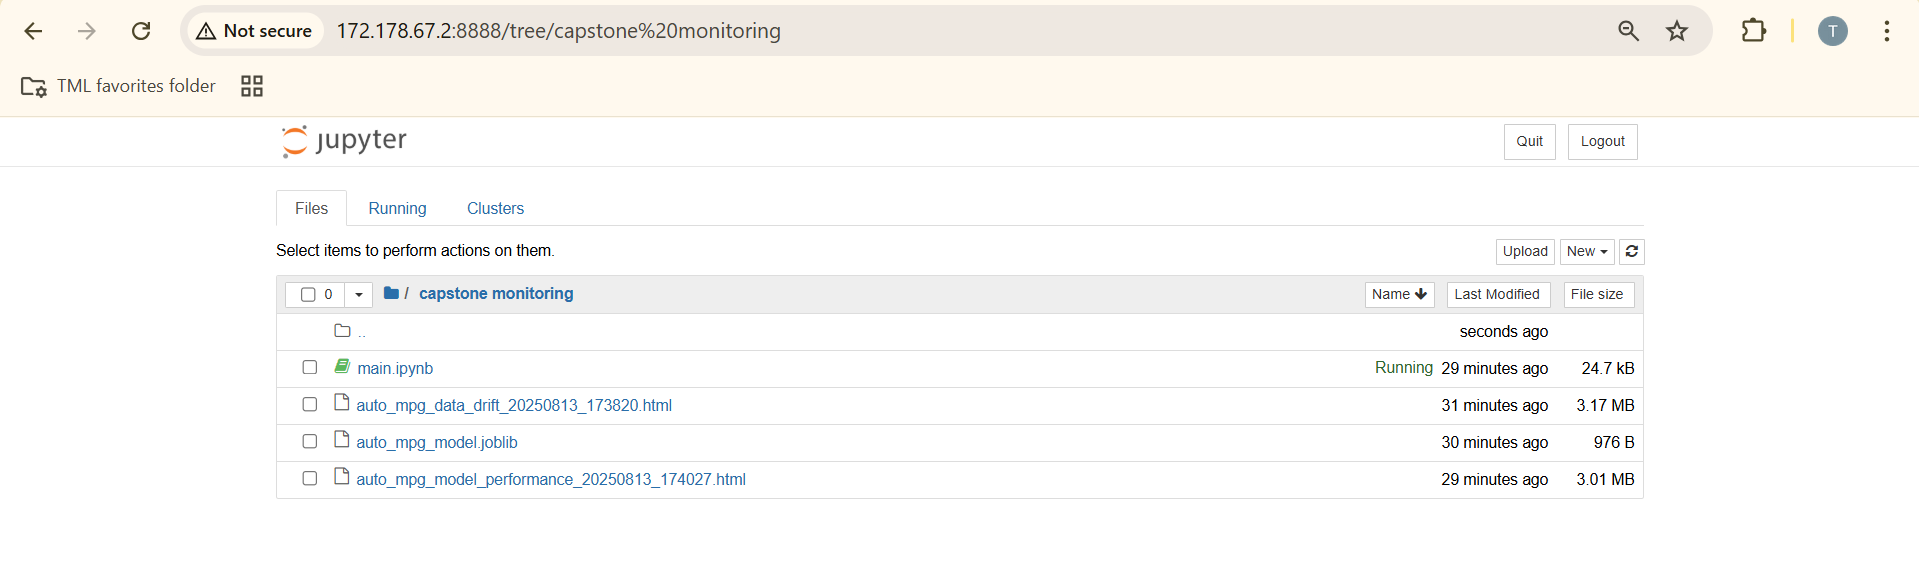 Not secure 172.178.67.2:8888/tree/capstone%20monitoring T
TML favorites folder
jupyter Quit Logout
Files Running Clusters
Select items to perform actions on them. Upload New
0 / capstone monitoring Name Last Modified File size
.. seconds ago
main.ipynb Running 29 minutes ago 24.7 kB
auto_mpg_data_drift_20250813_173820.html 31 minutes ago 3.17 MB
auto_mpg_model.joblib 30 minutes ago 976 B
auto_mpg_model_performance_20250813_174027.html 29 minutes ago 3.01 MB